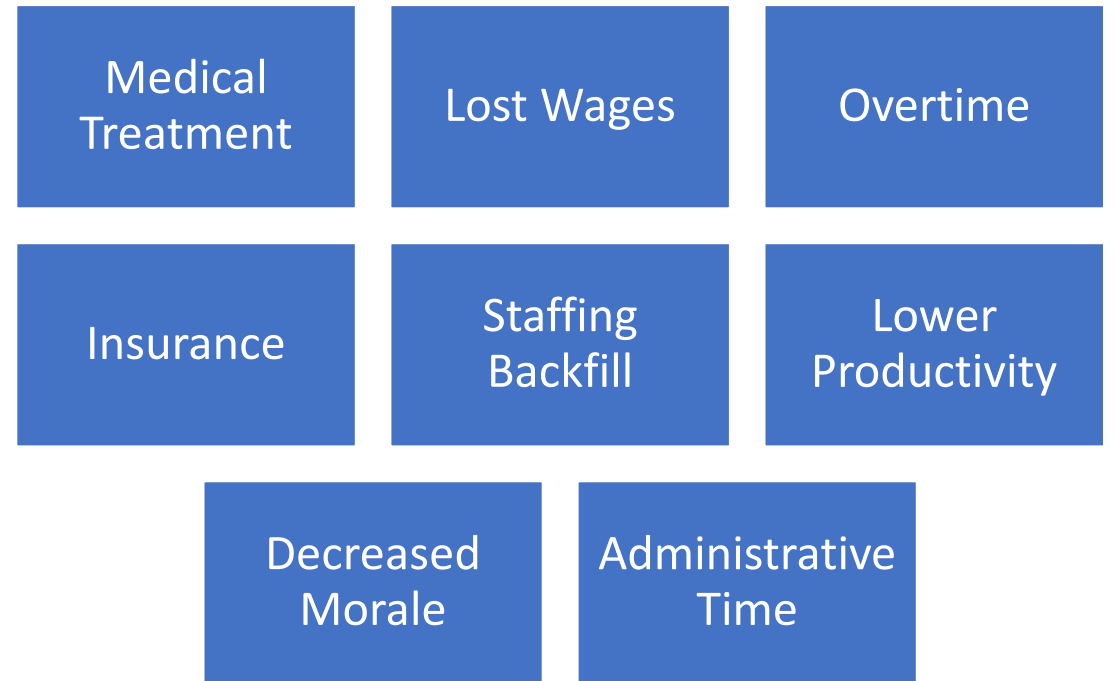 Medical
Treatment
Lost Wages
Overtime
Insurance
Staffing
Backfill
Lower
Productivity
Decreased
Morale
Administrative
Time